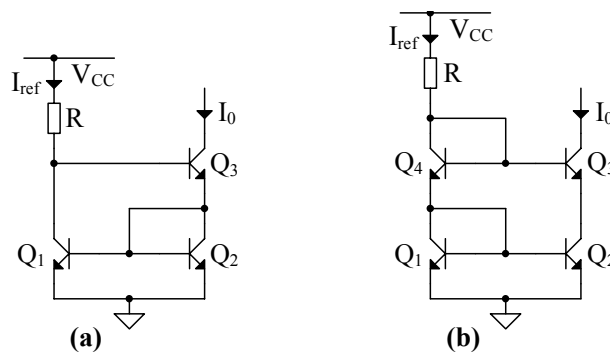 I_ref
V_CC
R
I_0
Q_3
Q_1
Q_2
(a)
I_ref
V_CC
R
I_0
Q_4
Q_3
Q_1
Q_2
(b)